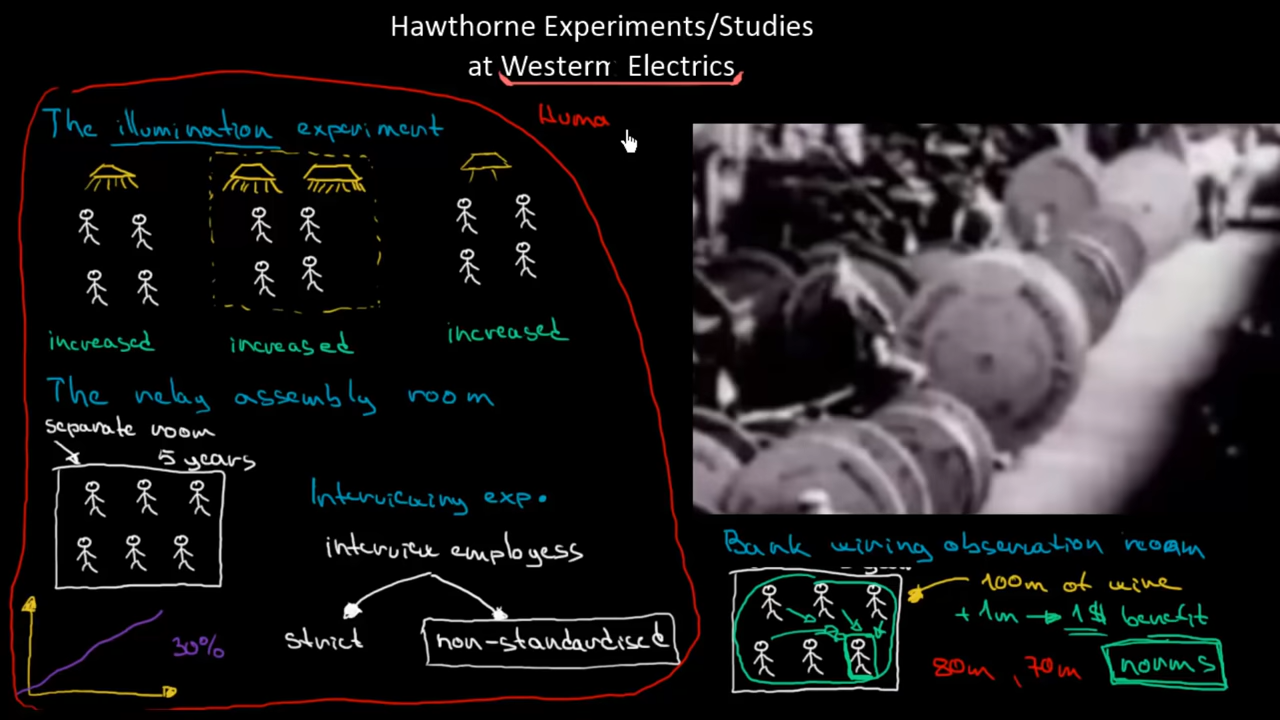 Hawthorne Experiments/Studies
at Western Electrics
The illumination experiment
Huma
increased
increased
increased
The relay assembly room
separate room
5 years
Interviewing exp.
interview employess
strict
non-standardised
30%
Bank wiring observation room
100m of wire
+ 1m → 1$ benefit
80m, 70m
norms